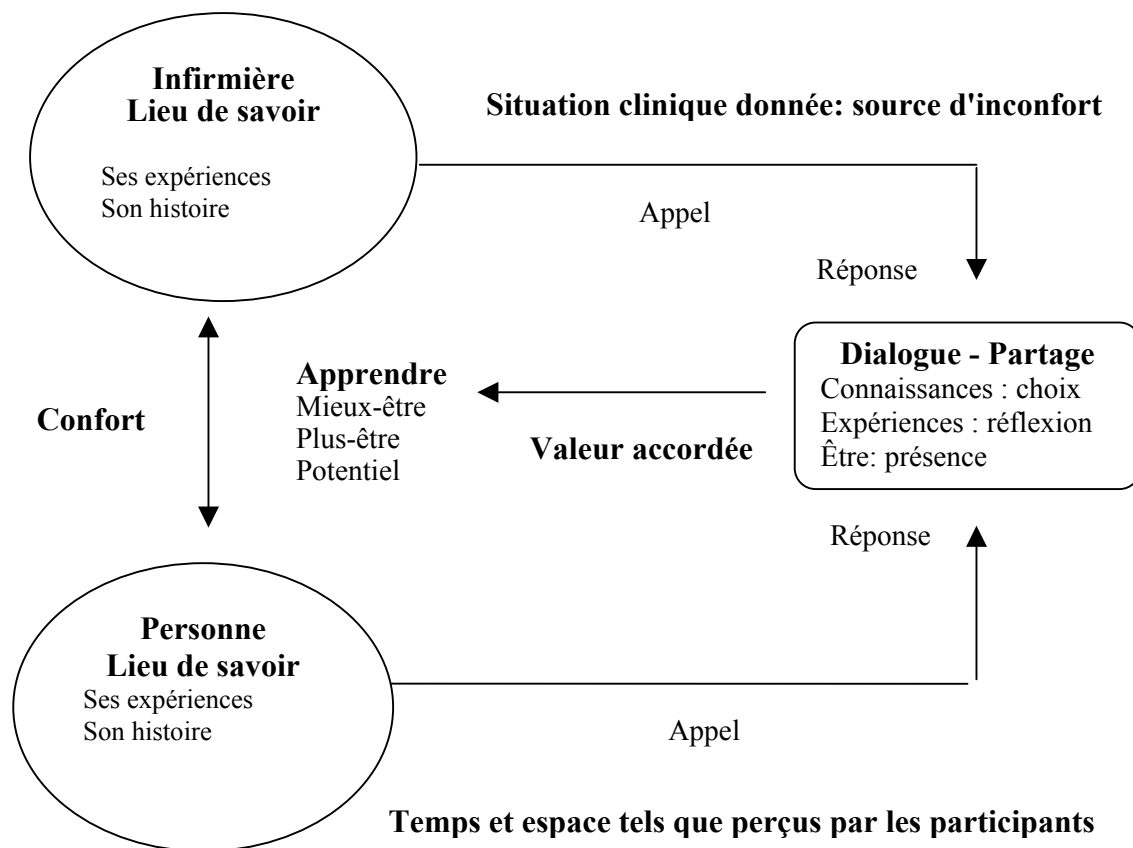 Infirmière
Lieu de savoir
Ses expériences
Son histoire
Situation clinique donnée: source d'inconfort
Appel
Réponse
Dialogue - Partage
Connaissances : choix
Expériences : réflexion
Être: présence
Valeur accordée
Apprendre
Mieux-être
Plus-être
Potentiel
Confort
Réponse
Personne
Lieu de savoir
Ses expériences
Son histoire
Appel
Temps et espace tels que perçus par les participants